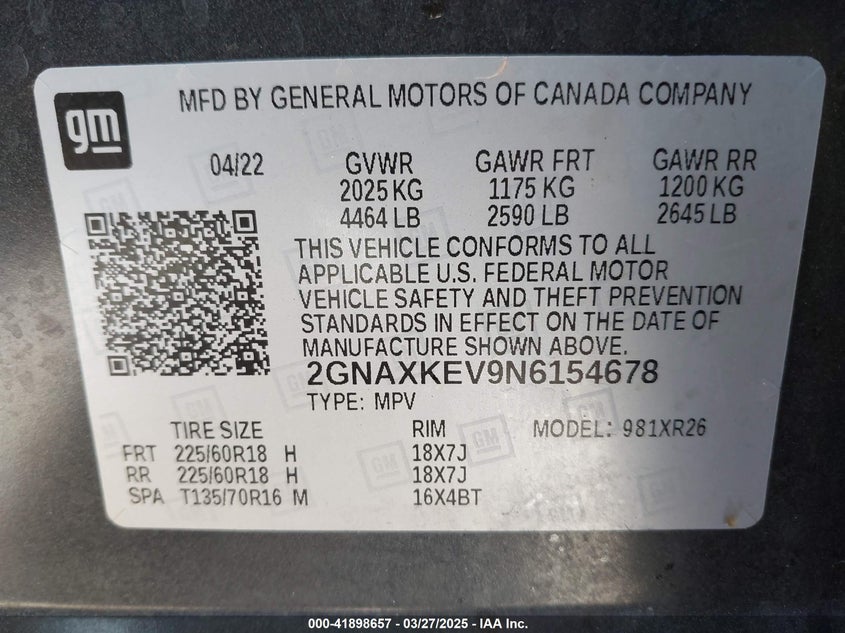 gm
MFD BY GENERAL MOTORS OF CANADA COMPANY
04/22 GVWR GAWR FRT GAWR RR
2025 KG 1175 KG 1200 KG
4464 LB 2590 LB 2645 LB
THIS VEHICLE CONFORMS TO ALL
APPLICABLE U.S. FEDERAL MOTOR
VEHICLE SAFETY AND THEFT PREVENTION
STANDARDS IN EFFECT ON THE DATE OF
MANUFACTURE SHOWN ABOVE.
2GNAXKEV9N6154678
TYPE: MPV
TIRE SIZE RIM MODEL: 981XR26
FRT 225/60R18 H 18X7J
RR 225/60R18 H 18X7J
SPA T135/70R16 M 16X4BT
000-41898657 - 03/27/2025 - IAA Inc.